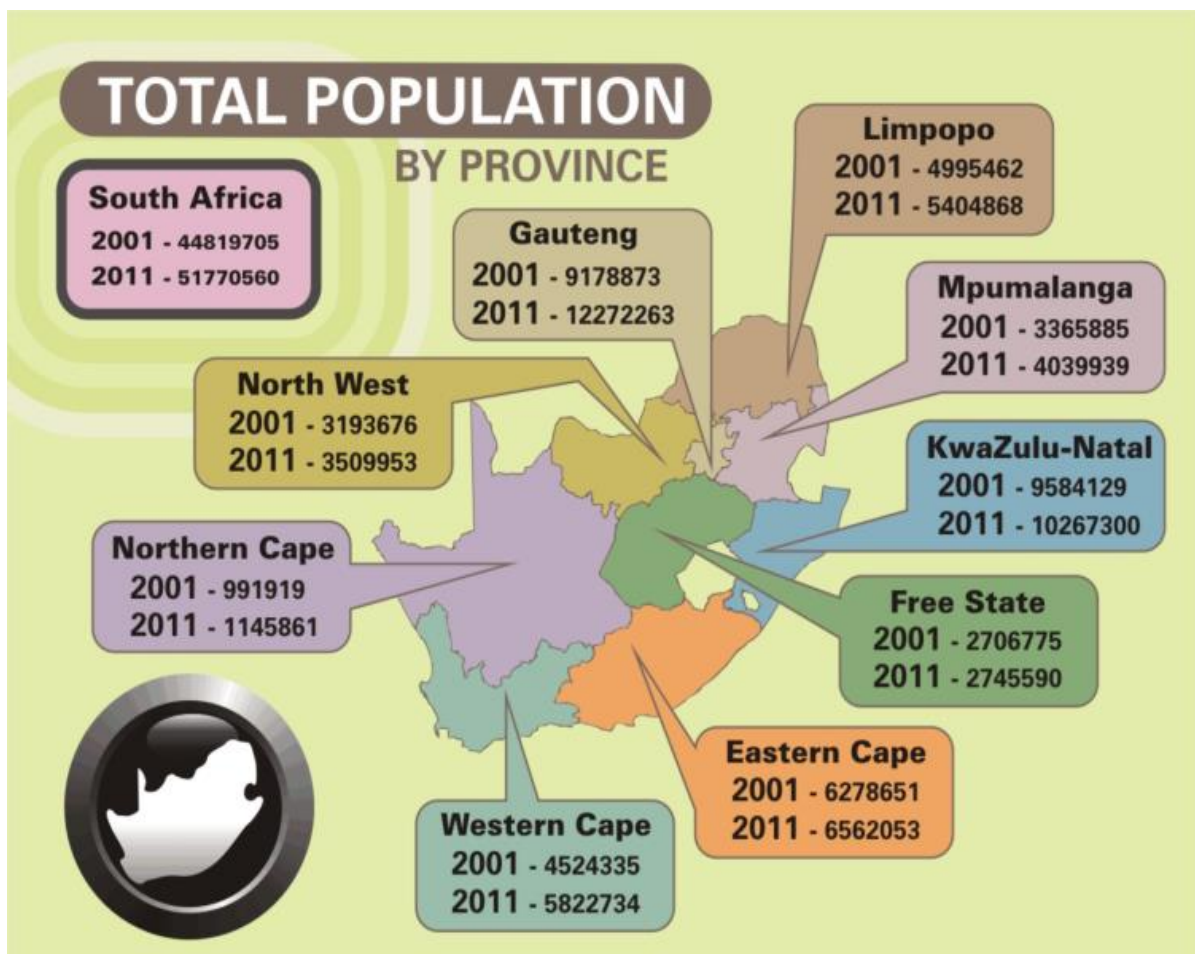 TOTAL POPULATION
BY PROVINCE
South Africa
2001 - 44819705
2011 - 51770560
Limpopo
2001 - 4995462
2011 - 5404868
Gauteng
2001 - 9178873
2011 - 12272263
Mpumalanga
2001 - 3365885
2011 - 4039939
North West
2001 - 3193676
2011 - 3509953
KwaZulu-Natal
2001 - 9584129
2011 - 10267300
Northern Cape
2001 - 991919
2011 - 1145861
Free State
2001 - 2706775
2011 - 2745590
Eastern Cape
2001 - 6278651
2011 - 6562053
Western Cape
2001 - 4524335
2011 - 5822734